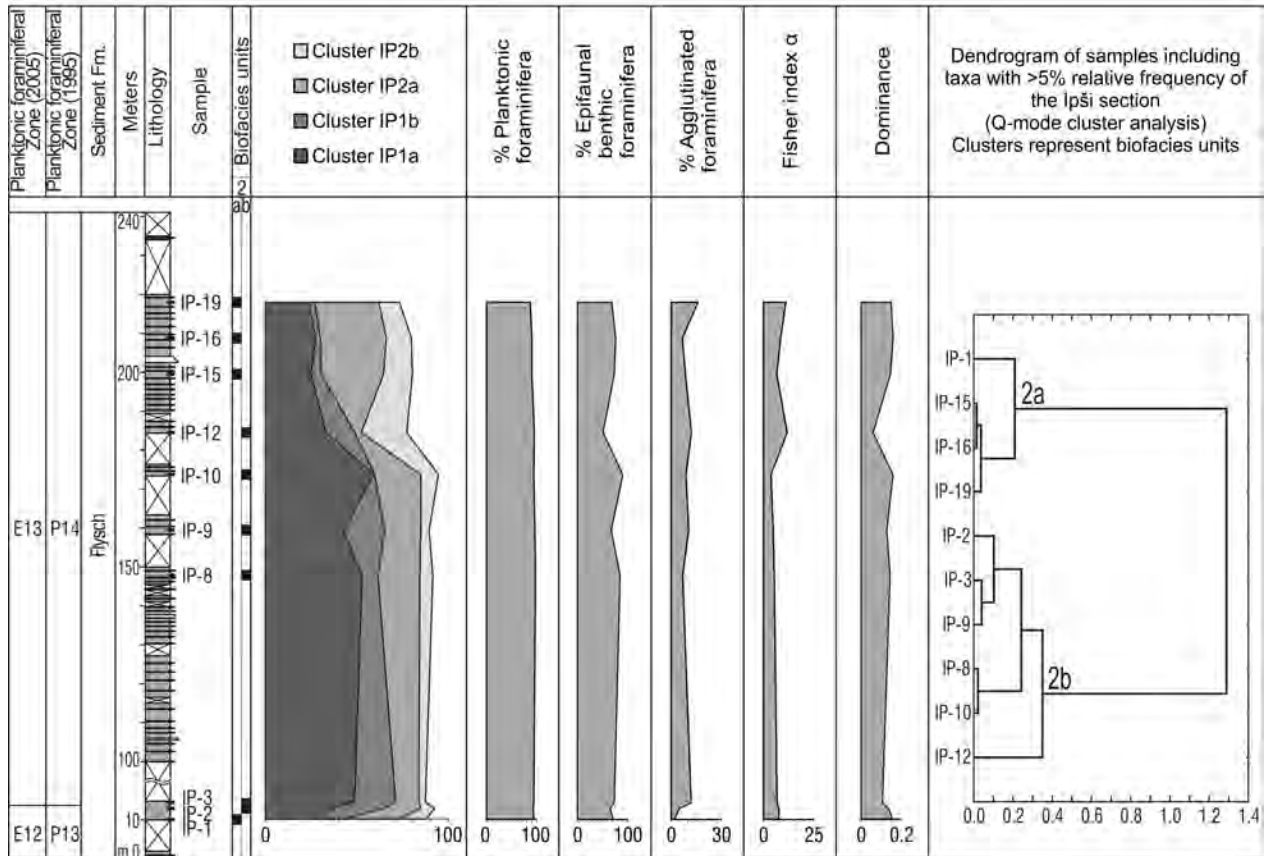 Planktonic foraminiferal
Zone (2005)
Planktonic foraminiferal
Zone (1995)
Sediment Fm.
Meters
Lithology
Sample
Biofacies units
2
ab
Cluster IP2b
Cluster IP2a
Cluster IP1b
Cluster IP1a
% Planktonic
foraminifera
% Epifaunal
benthic
foraminifera
% Agglutinated
foraminifera
Fisher index α
Dominance
Dendrogram of samples including
taxa with >5% relative frequency of
the Ipši section
(Q-mode cluster analysis)
Clusters represent biofacies units
240
200
150
100
10
m 0
E13
P14
E12
P13
Flysch
IP-19
IP-16
IP-15
IP-12
IP-10
IP-9
IP-8
IP-3
IP-2
IP-1
0 100
0 100
0 100
0 30
0 25
0 0.2
IP-1
IP-15
IP-16
IP-19
IP-2
IP-3
IP-9
IP-8
IP-10
IP-12
2a
2b
0.0 0.2 0.4 0.6 0.8 1.0 1.2 1.4